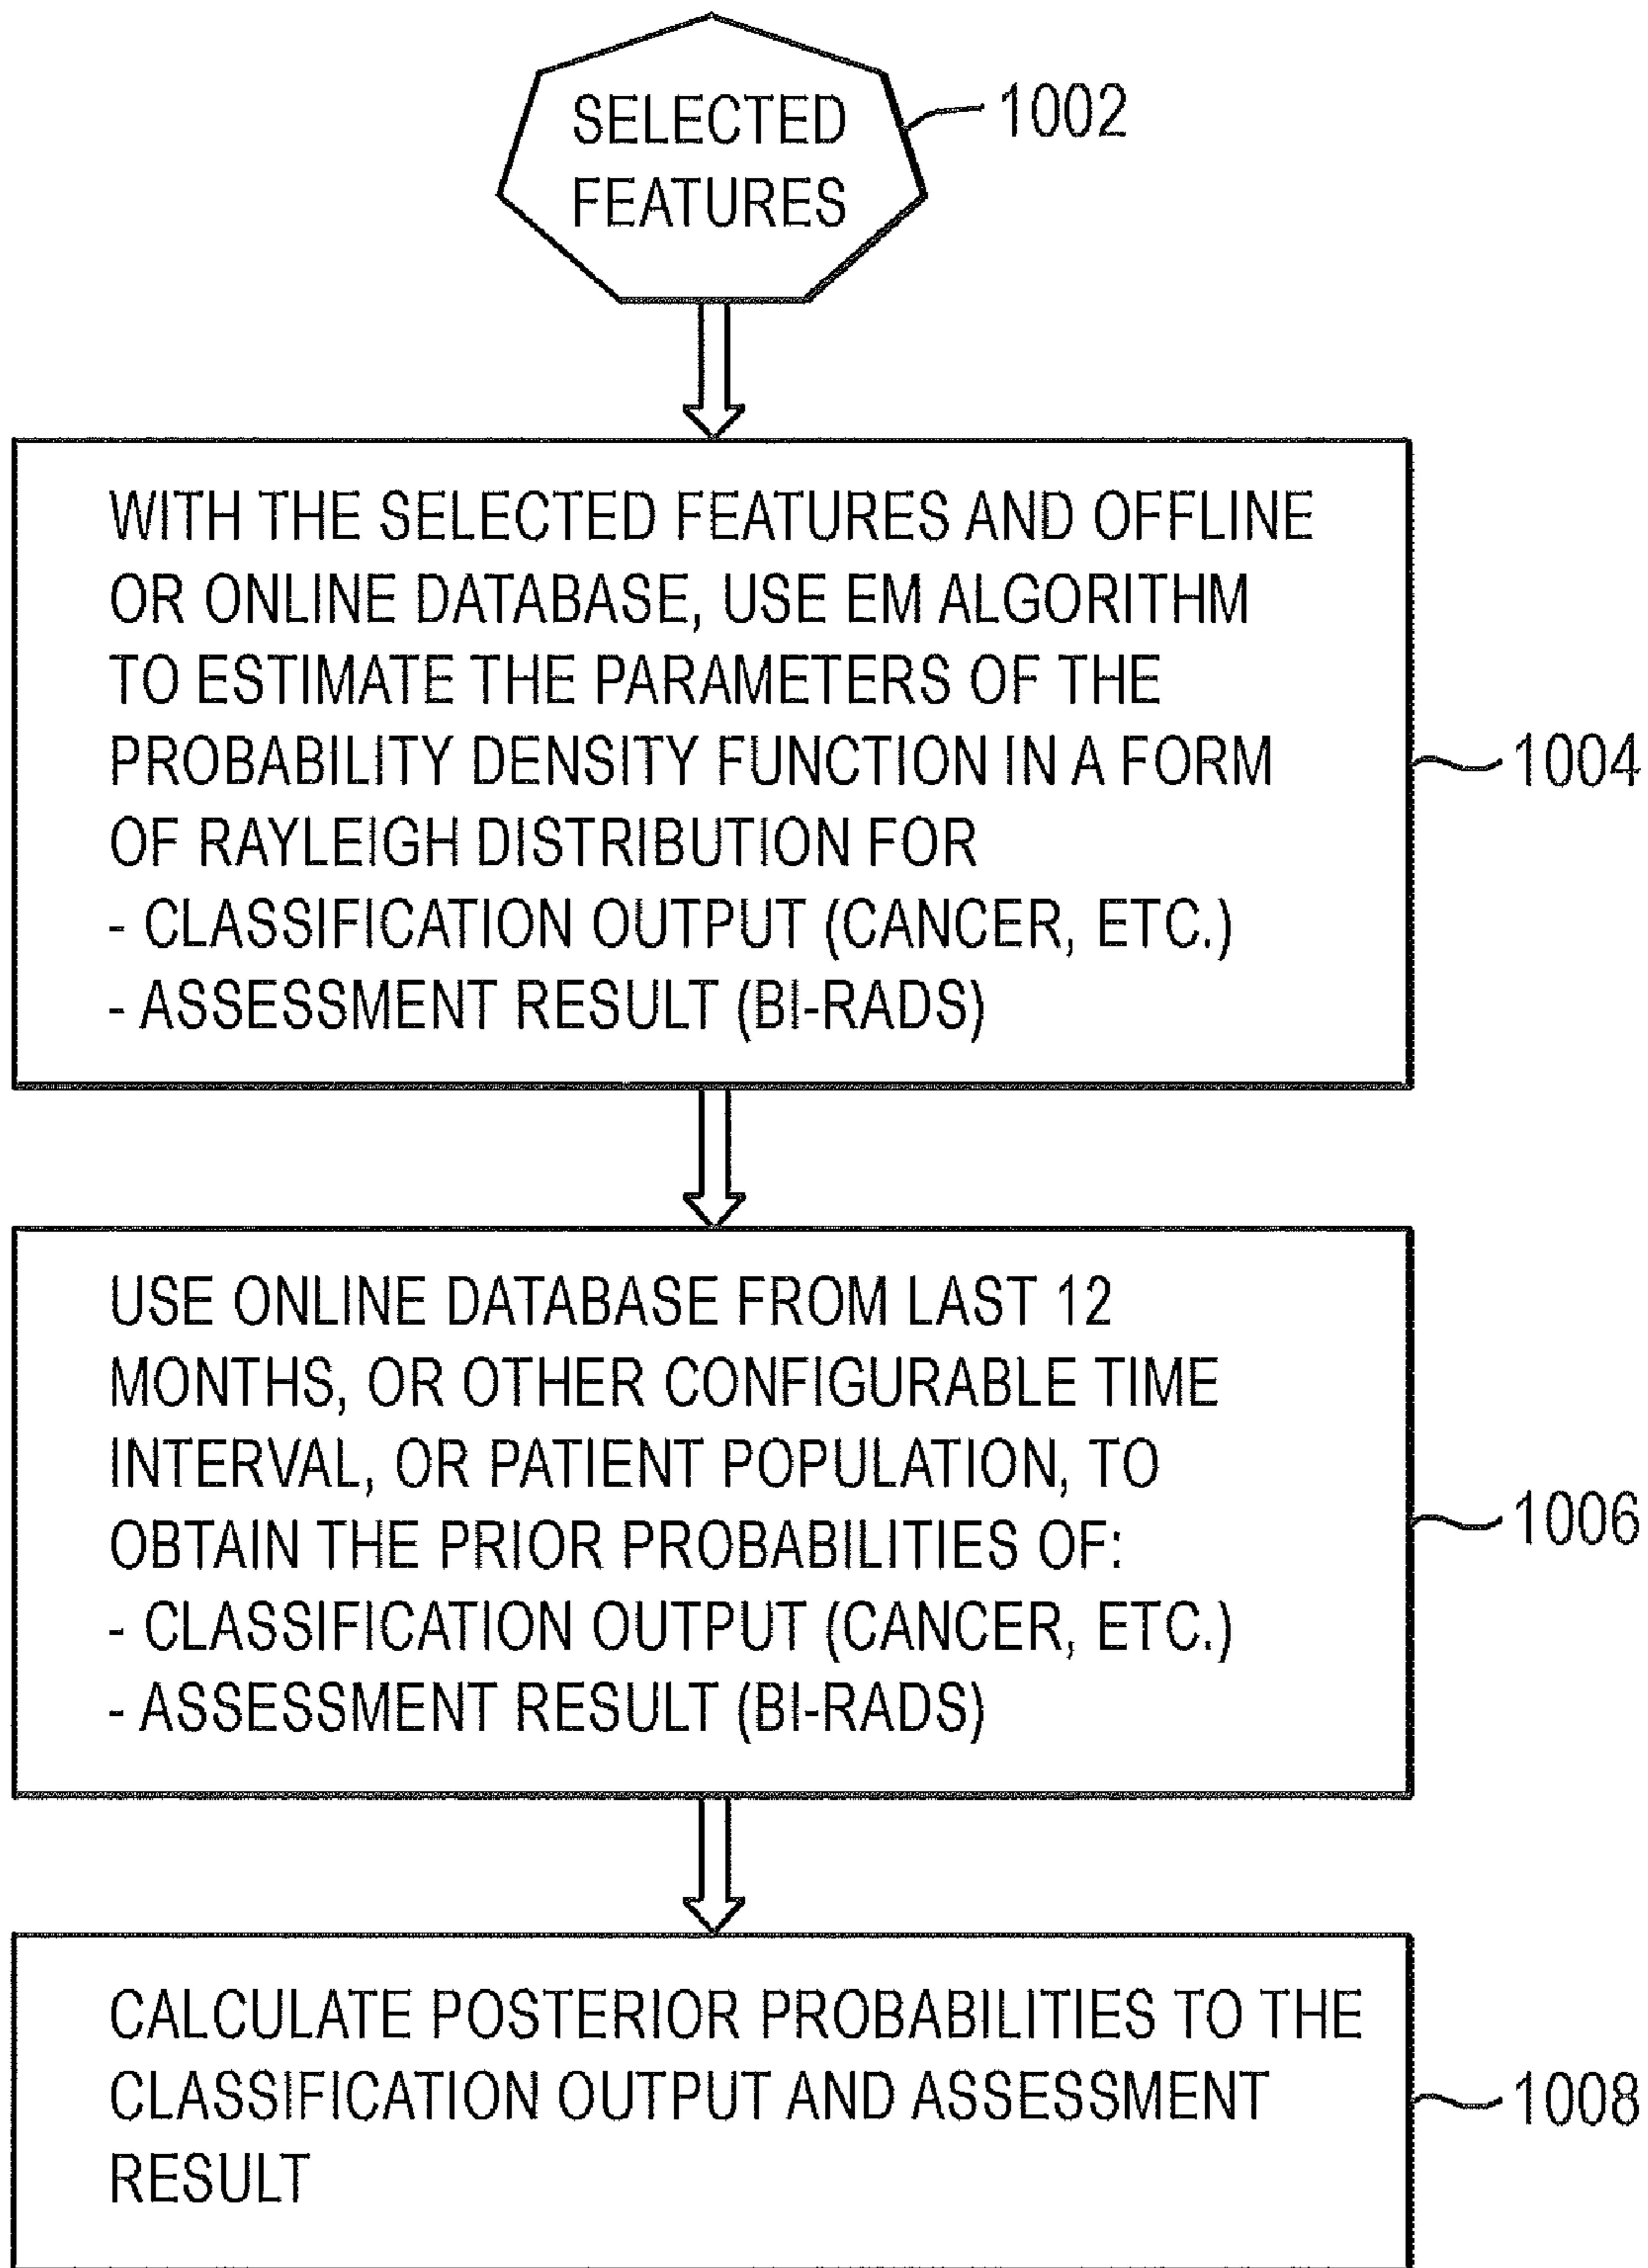 SELECTED
FEATURES
1002
WITH THE SELECTED FEATURES AND OFFLINE
OR ONLINE DATABASE, USE EM ALGORITHM
TO ESTIMATE THE PARAMETERS OF THE
PROBABILITY DENSITY FUNCTION IN A FORM
OF RAYLEIGH DISTRIBUTION FOR
- CLASSIFICATION OUTPUT (CANCER, ETC.)
- ASSESSMENT RESULT (BI-RADS)
1004
USE ONLINE DATABASE FROM LAST 12
MONTHS, OR OTHER CONFIGURABLE TIME
INTERVAL, OR PATIENT POPULATION, TO
OBTAIN THE PRIOR PROBABILITIES OF:
- CLASSIFICATION OUTPUT (CANCER, ETC.)
- ASSESSMENT RESULT (BI-RADS)
1006
CALCULATE POSTERIOR PROBABILITIES TO THE
CLASSIFICATION OUTPUT AND ASSESSMENT
RESULT
1008